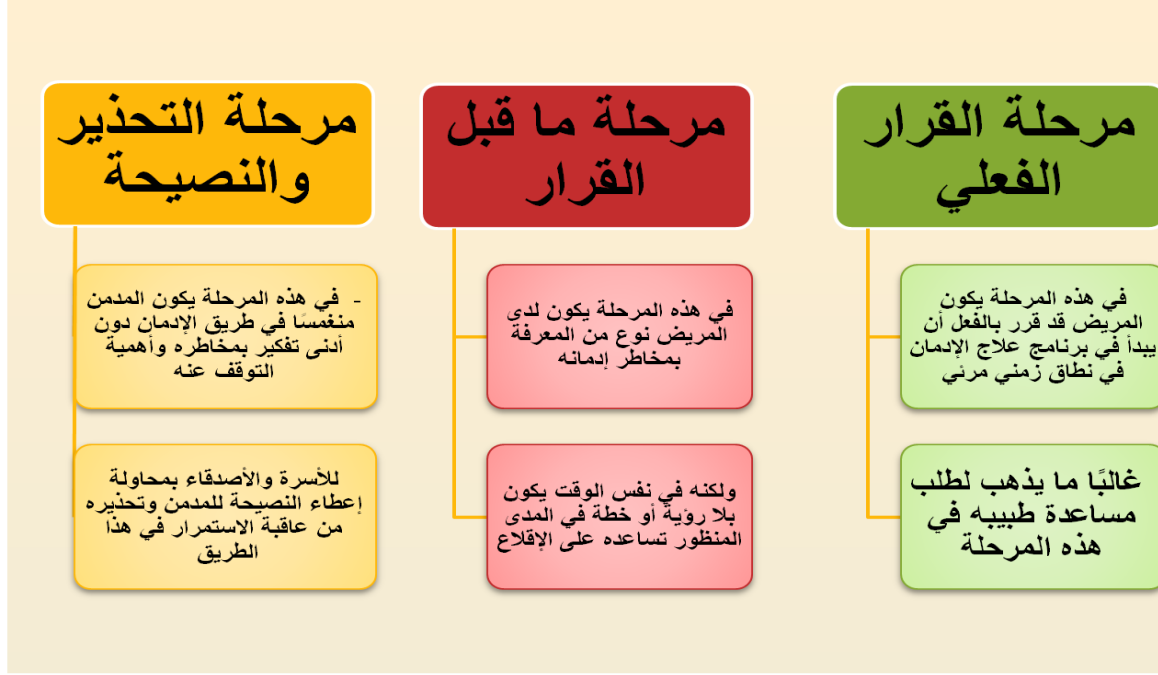 مرحلة التحذير
والنصيحة
- في هذه المرحلة يكون المدمن
منغمسًا في طريق الإدمان دون
أدنى تفكير بمخاطره وأهمية
التوقف عنه
للأسرة والأصدقاء بمحاولة
إعطاء النصيحة للمدمن وتحذيره
من عاقبة الاستمرار في هذا
الطريق
مرحلة ما قبل
القرار
في هذه المرحلة يكون لدى
المريض نوع من المعرفة
بمخاطر إدمانه
ولكنه في نفس الوقت يكون
بلا رؤية أو خطة في المدى
المنظور تساعده على الإقلاع
مرحلة القرار
الفعلي
في هذه المرحلة يكون
المريض قد قرر بالفعل أن
يبدأ في برنامج علاج الإدمان
في نطاق زمني مرئي
غالبًا ما يذهب لطلب
مساعدة طبيبه في
هذه المرحلة